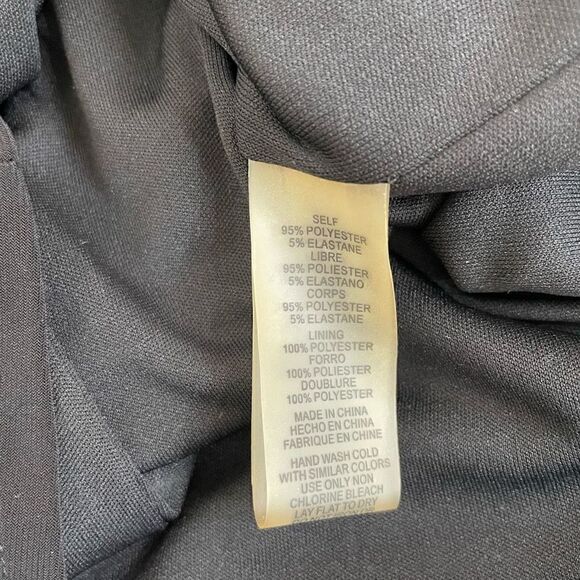 SELF
95% POLYESTER
5% ELASTANE
LIBRE
95% POLIESTER
5% ELASTANO
CORPS
95% POLYESTER
5% ELASTANE
LINING
100% POLYESTER
FORRO
100% POLIESTER
DOUBLURE
100% POLYESTER
MADE IN CHINA
HECHO EN CHINA
FABRIQUE EN CHINE
HAND WASH COLD
WITH SIMILAR COLORS
USE ONLY NON
CHLORINE BLEACH
LAY FLAT TO DRY